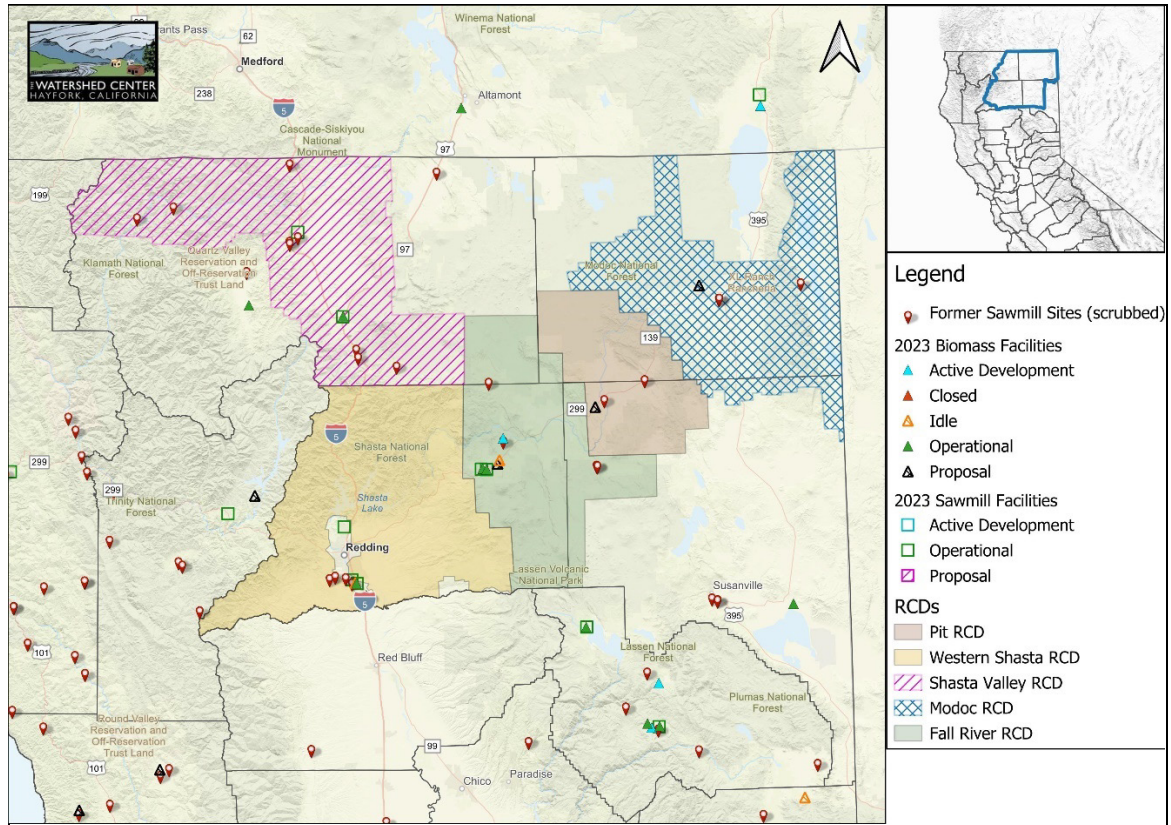 Winema National
Forest
ants Pass
62
Medford
THE WATERSHED CENTER
HAYFORK, CALIFORNIA
238
5
Altamont
Cascade-Siskiyou
National
Monument
97
199
97
395
Klamath National
Forest
Quartz Valley
Reservation and
Off-Reservation
Trust Land
Modoc National
Forest
XL Ranch
Rancheria
139
299
5
Shasta National
Forest
299
299
Trinity National
Forest
Shasta
Lake
Redding
Lassen Volcanic
National Park
5
Susanville
395
101
Red Bluff
Lassen National
Forest
Plumas National
Forest
Round Valley
Reservation and
Off-Reservation
Trust Land
101
99
Chico
Paradise
Legend
Former Sawmill Sites (scrubbed)
2023 Biomass Facilities
Active Development
Closed
Idle
Operational
Proposal
2023 Sawmill Facilities
Active Development
Operational
Proposal
RCDs
Pit RCD
Western Shasta RCD
Shasta Valley RCD
Modoc RCD
Fall River RCD